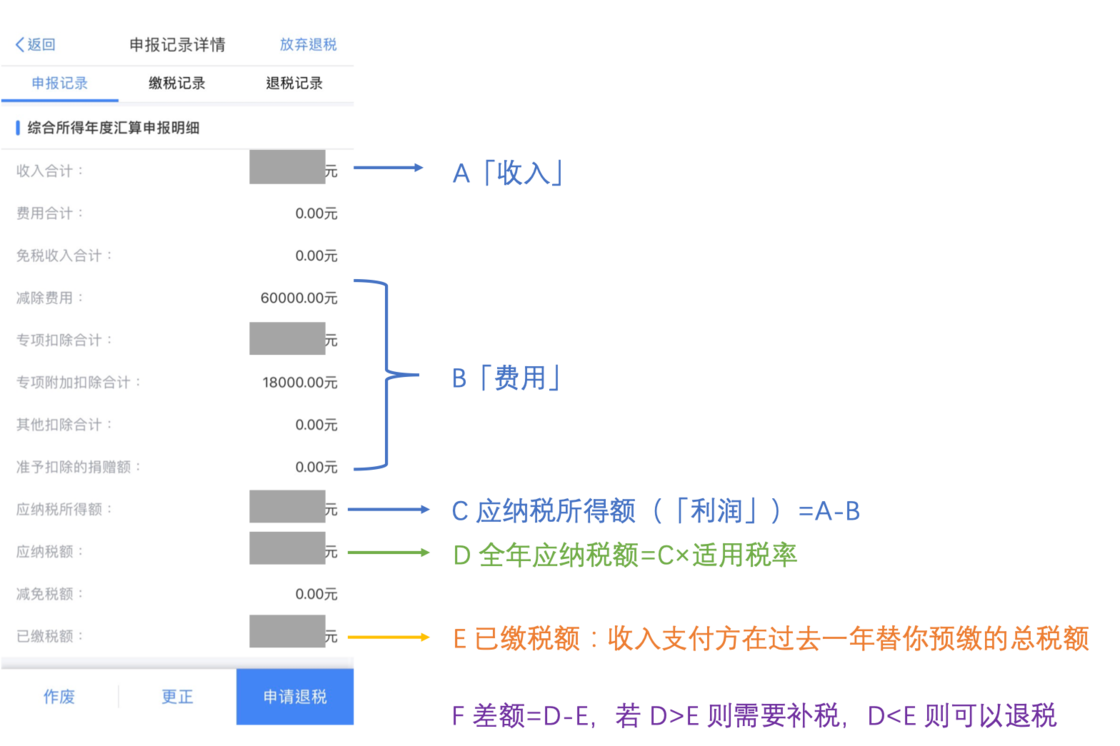 返回 申报记录详情 放弃退税
申报记录 缴税记录 退税记录
综合所得年度汇算申报明细
收入合计： 元 A「收入」
费用合计： 0.00元
免税收入合计： 0.00元
减除费用： 60000.00元
专项扣除合计： 元
专项附加扣除合计： 18000.00元 B「费用」
其他扣除合计： 0.00元
准予扣除的捐赠额： 0.00元
应纳税所得额： 元 C 应纳税所得额（「利润」）=A-B
应纳税额： 元 D 全年应纳税额=C×适用税率
减免税额： 0.00元
已缴税额： 元 E 已缴税额：收入支付方在过去一年替你预缴的总税额
作废 更正 申请退税
F 差额=D-E，若 D>E 则需要补税，D<E 则可以退税